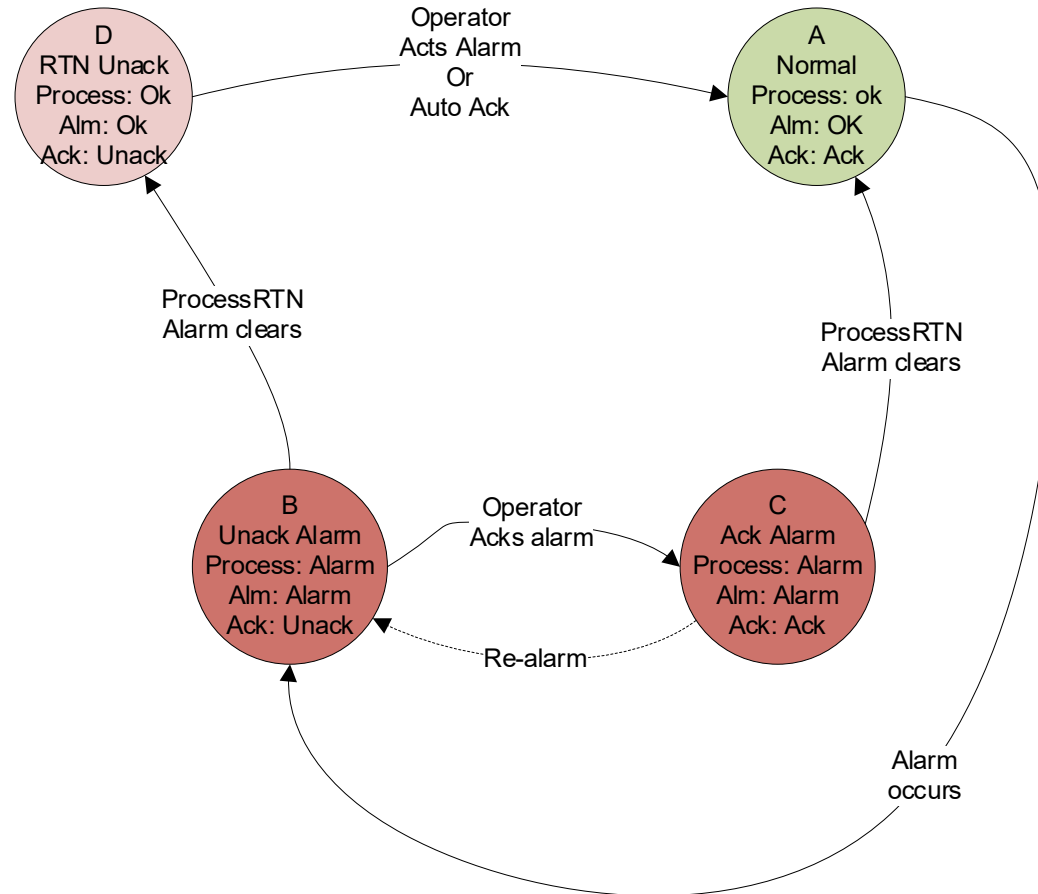 D
RTN Unack
Process: Ok
Alm: Ok
Ack: Unack
Operator
Acts Alarm
Or
Auto Ack
A
Normal
Process: ok
Alm: OK
Ack: Ack
ProcessRTN
Alarm clears
ProcessRTN
Alarm clears
B
Unack Alarm
Process: Alarm
Alm: Alarm
Ack: Unack
Operator
Acks alarm
C
Ack Alarm
Process: Alarm
Alm: Alarm
Ack: Ack
Re-alarm
Alarm
occurs